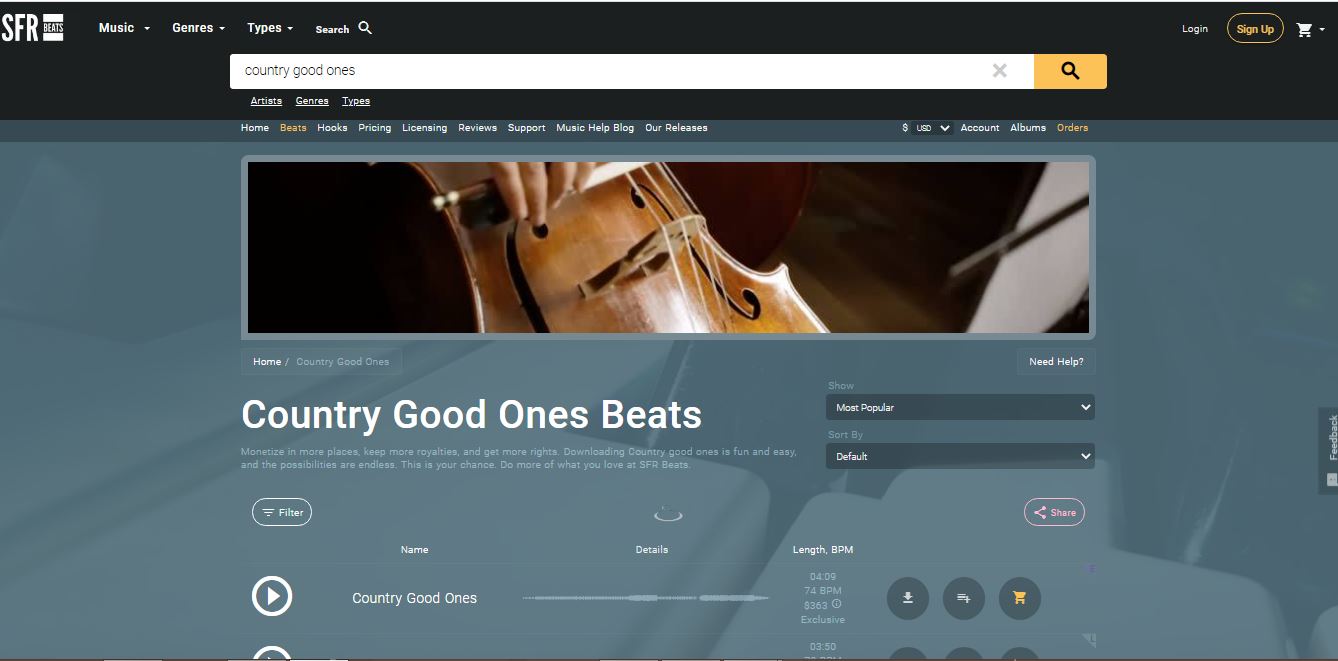 SFR BEATS
Music Genres Types Search Login Sign Up
country good ones
Artists Genres Types
Home Beats Hooks Pricing Licensing Reviews Support Music Help Blog Our Releases $ USD Account Albums Orders
Home / Country Good Ones Need Help?
Show
Most Popular
Country Good Ones Beats
Sort By
Default
Monetize in more places, keep more royalties, and get more rights. Downloading Country good ones is fun and easy,
and the possibilities are endless. This is your chance. Do more of what you love at SFR Beats.
Feedback
Filter Share
Name Details Length, BPM
Country Good Ones
04:09
74 BPM
$363
Exclusive
03:50